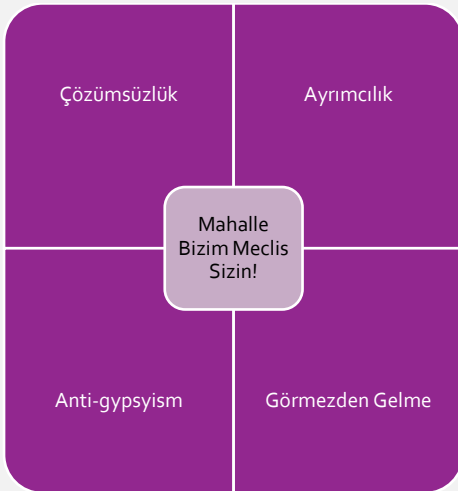 Çözümsüzlük
Ayrımcılık
Mahalle
Bizim Meclis
Sizin!
Anti-gypsyism
Görmezden Gelme